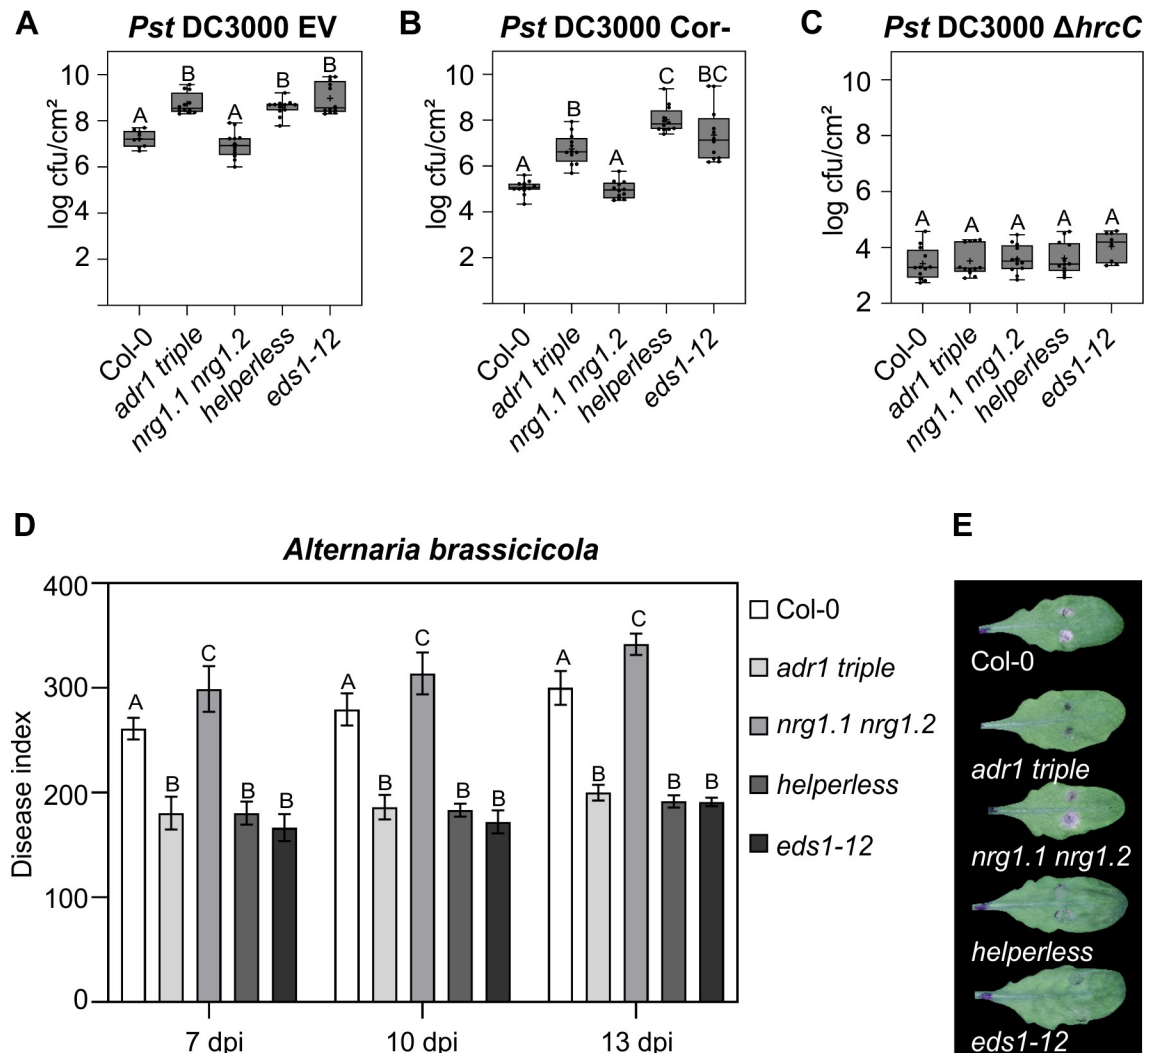 A
Pst DC3000 EV
10
8
6
4
2
log cfu/cm²
A
B
A
B
B
Col-0
adr1 triple
nrg1.1 nrg1.2
helperless
eds1-12
B
Pst DC3000 Cor-
10
8
6
4
2
log cfu/cm²
A
B
A
C
BC
Col-0
adr1 triple
nrg1.1 nrg1.2
helperless
eds1-12
C
Pst DC3000 ΔhrcC
10
8
6
4
2
log cfu/cm²
A
A
A
A
A
Col-0
adr1 triple
nrg1.1 nrg1.2
helperless
eds1-12
D
Alternaria brassicicola
400
300
200
100
0
Disease index
A
B
C
B
B
A
B
C
B
B
A
B
C
B
B
7 dpi
10 dpi
13 dpi
Col-0
adr1 triple
nrg1.1 nrg1.2
helperless
eds1-12
E
Col-0
adr1 triple
nrg1.1 nrg1.2
helperless
eds1-12